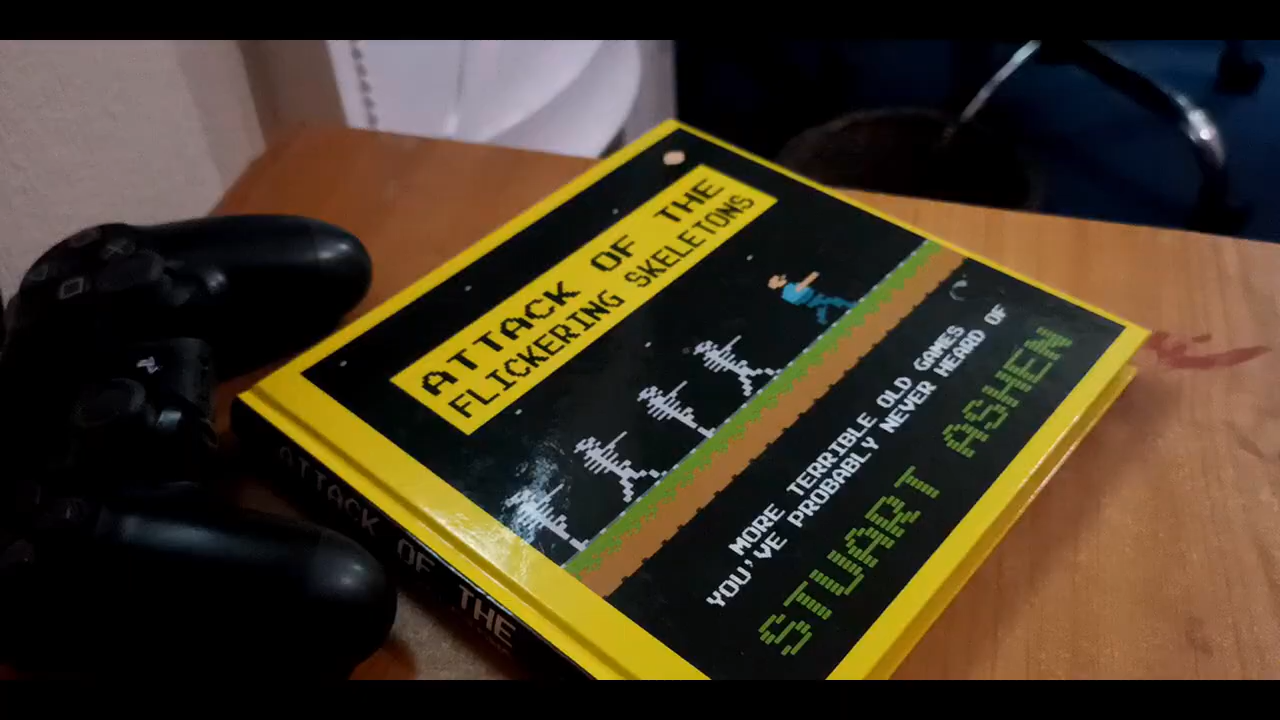 ATTACK OF THE
FLICKERING SKELETONS
MORE TERRIBLE OLD GAMES
YOU'VE PROBABLY NEVER HEARD OF
STUART ASHEN
ATTACK OF THE